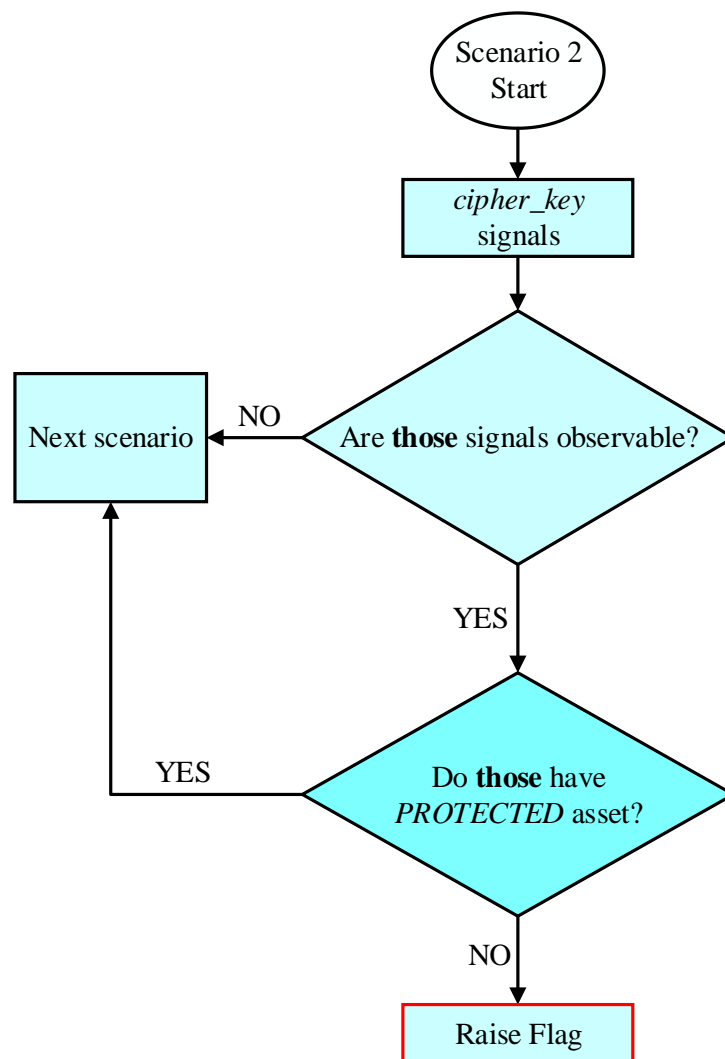 Scenario 2
Start
cipher_key
signals
Are those signals observable?
NO
Next scenario
YES
Do those have
PROTECTED asset?
YES
NO
Raise Flag